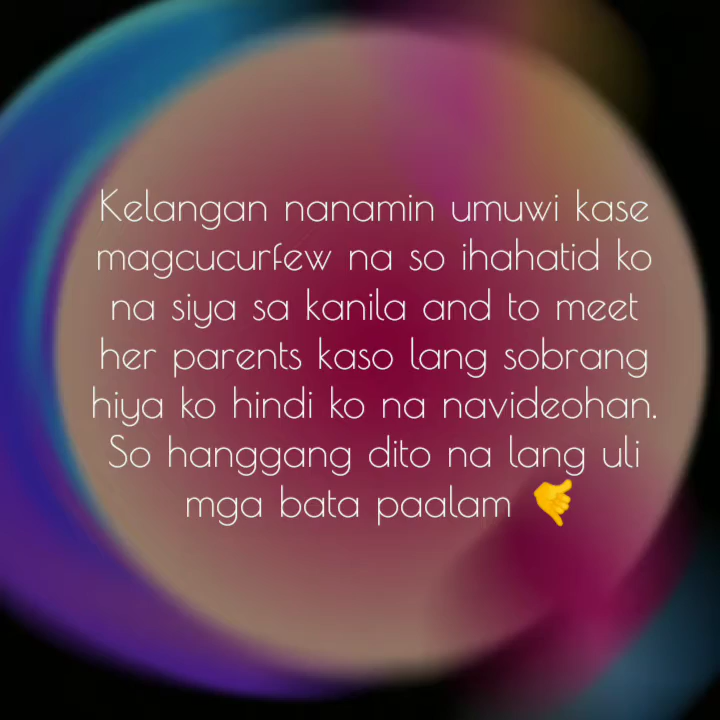 Kelangan nanamin umuwi kase
magcucurfew na so ihahatid ko
na siya sa kanila and to meet
her parents kaso lang sobrang
hiya ko hindi ko na navideohan.
So hanggang dito na lang uli
mga bata paalam 🤙